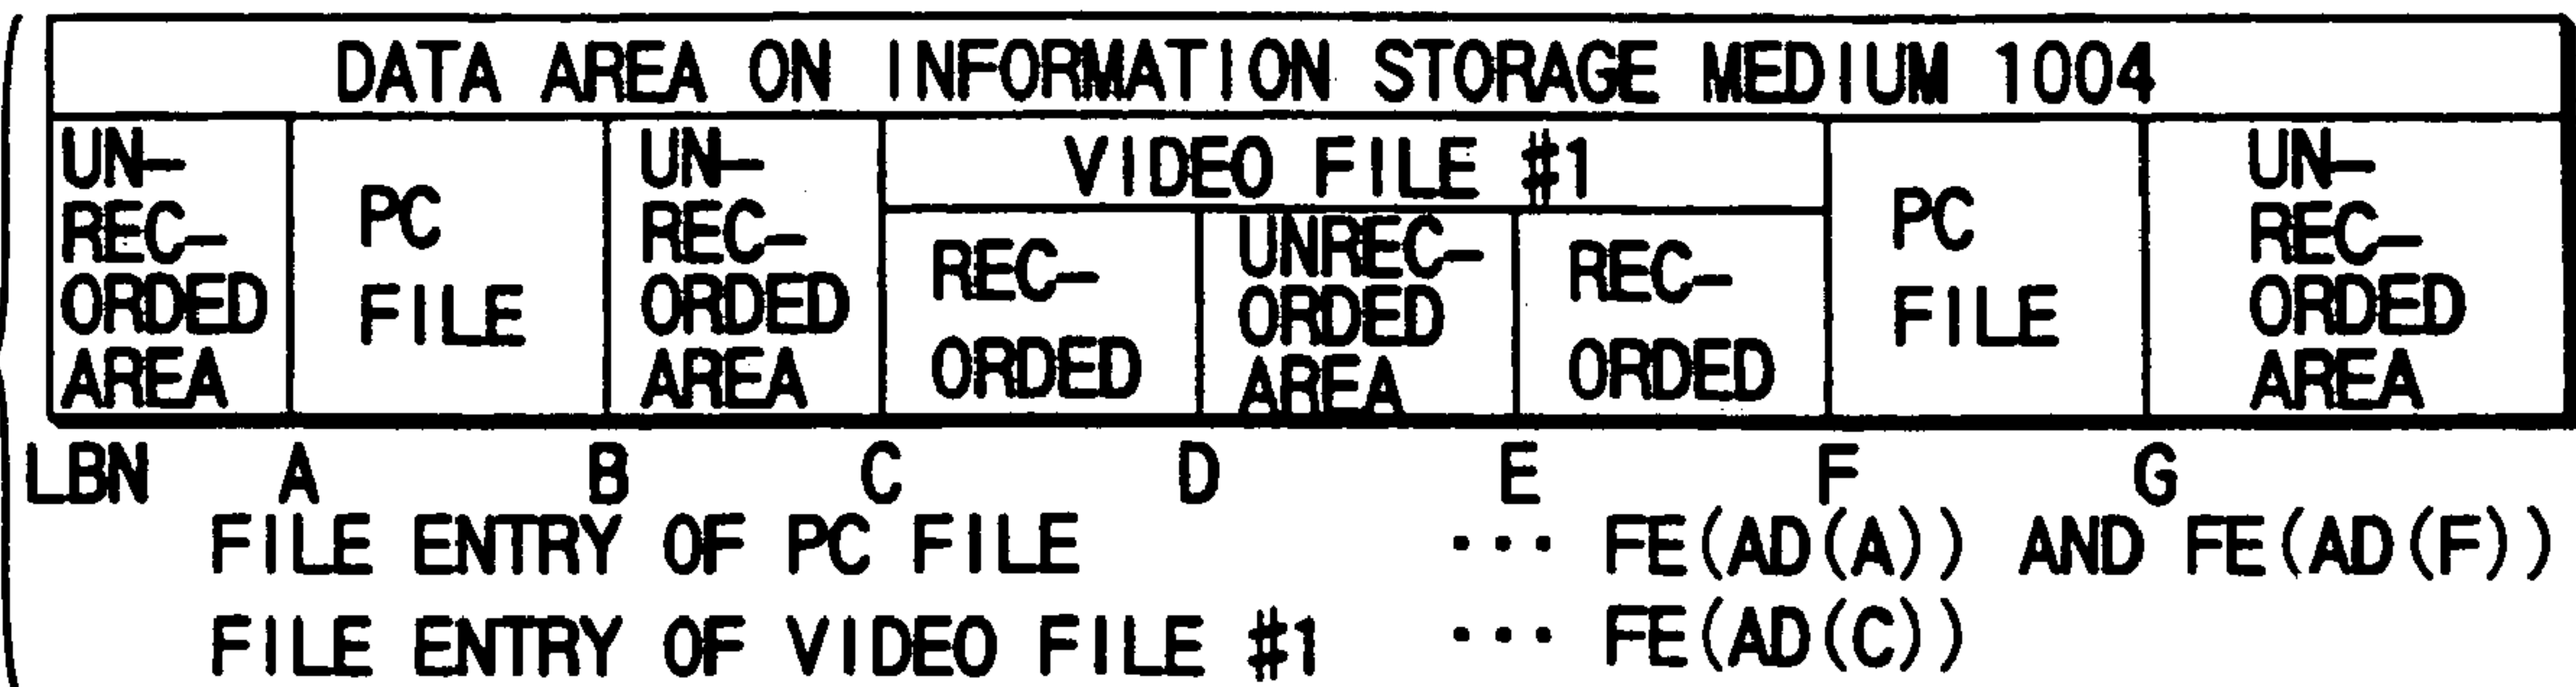 DATA AREA ON INFORMATION STORAGE MEDIUM 1004
UN-
REC-
ORDED
AREA
PC
FILE
UN-
REC-
ORDED
AREA
VIDEO FILE #1
REC-
ORDED
UNREC-
ORDED
AREA
REC-
ORDED
PC
FILE
UN-
REC-
ORDED
AREA
LBN A B C D E F G
FILE ENTRY OF PC FILE ··· FE(AD(A)) AND FE(AD(F))
FILE ENTRY OF VIDEO FILE #1 ··· FE(AD(C))